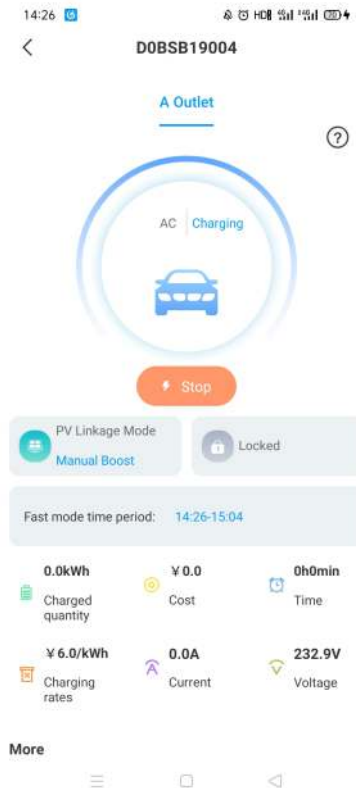 14:26
HD
70
D0BSB19004
A Outlet
?
AC Charging
Stop
PV Linkage Mode
Manual Boost
Locked
Fast mode time period: 14:26-15:04
0.0kWh
Charged
quantity
¥0.0
Cost
0h0min
Time
¥6.0/kWh
Charging
rates
0.0A
Current
232.9V
Voltage
More